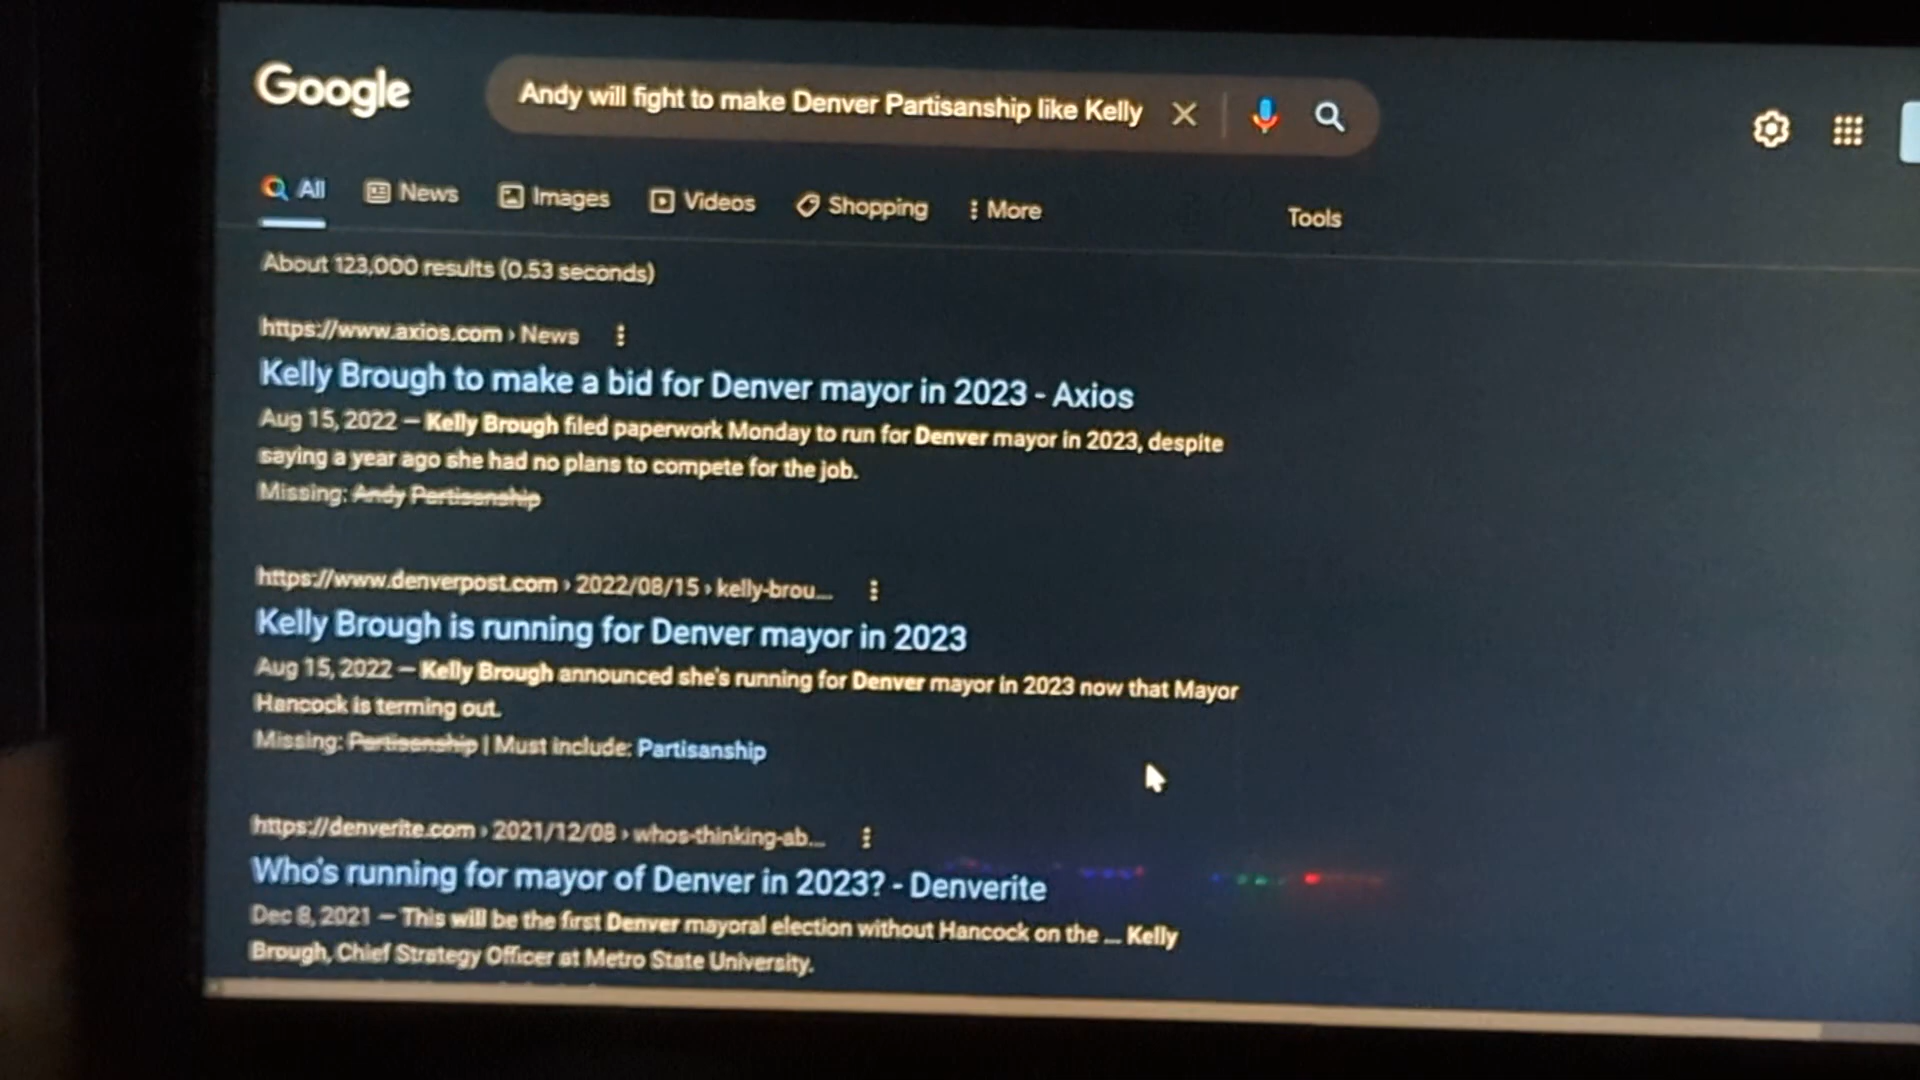 Google
Andy will fight to make Denver Partisanship like Kelly
All News Images Videos Shopping More Tools
About 123,000 results (0.53 seconds)
https://www.axios.com › News
Kelly Brough to make a bid for Denver mayor in 2023 - Axios
Aug 15, 2022 — Kelly Brough filed paperwork Monday to run for Denver mayor in 2023, despite
saying a year ago she had no plans to compete for the job.
Missing: Andy Partisanship
https://www.denverpost.com › 2022/08/15 › kelly-brou...
Kelly Brough is running for Denver mayor in 2023
Aug 15, 2022 — Kelly Brough announced she's running for Denver mayor in 2023 now that Mayor
Hancock is terming out.
Missing: Partisanship | Must include: Partisanship
https://denverite.com › 2021/12/08 › whos-thinking-ab...
Who's running for mayor of Denver in 2023? - Denverite
Dec 8, 2021 — This will be the first Denver mayoral election without Hancock on the ... Kelly
Brough, Chief Strategy Officer at Metro State University.